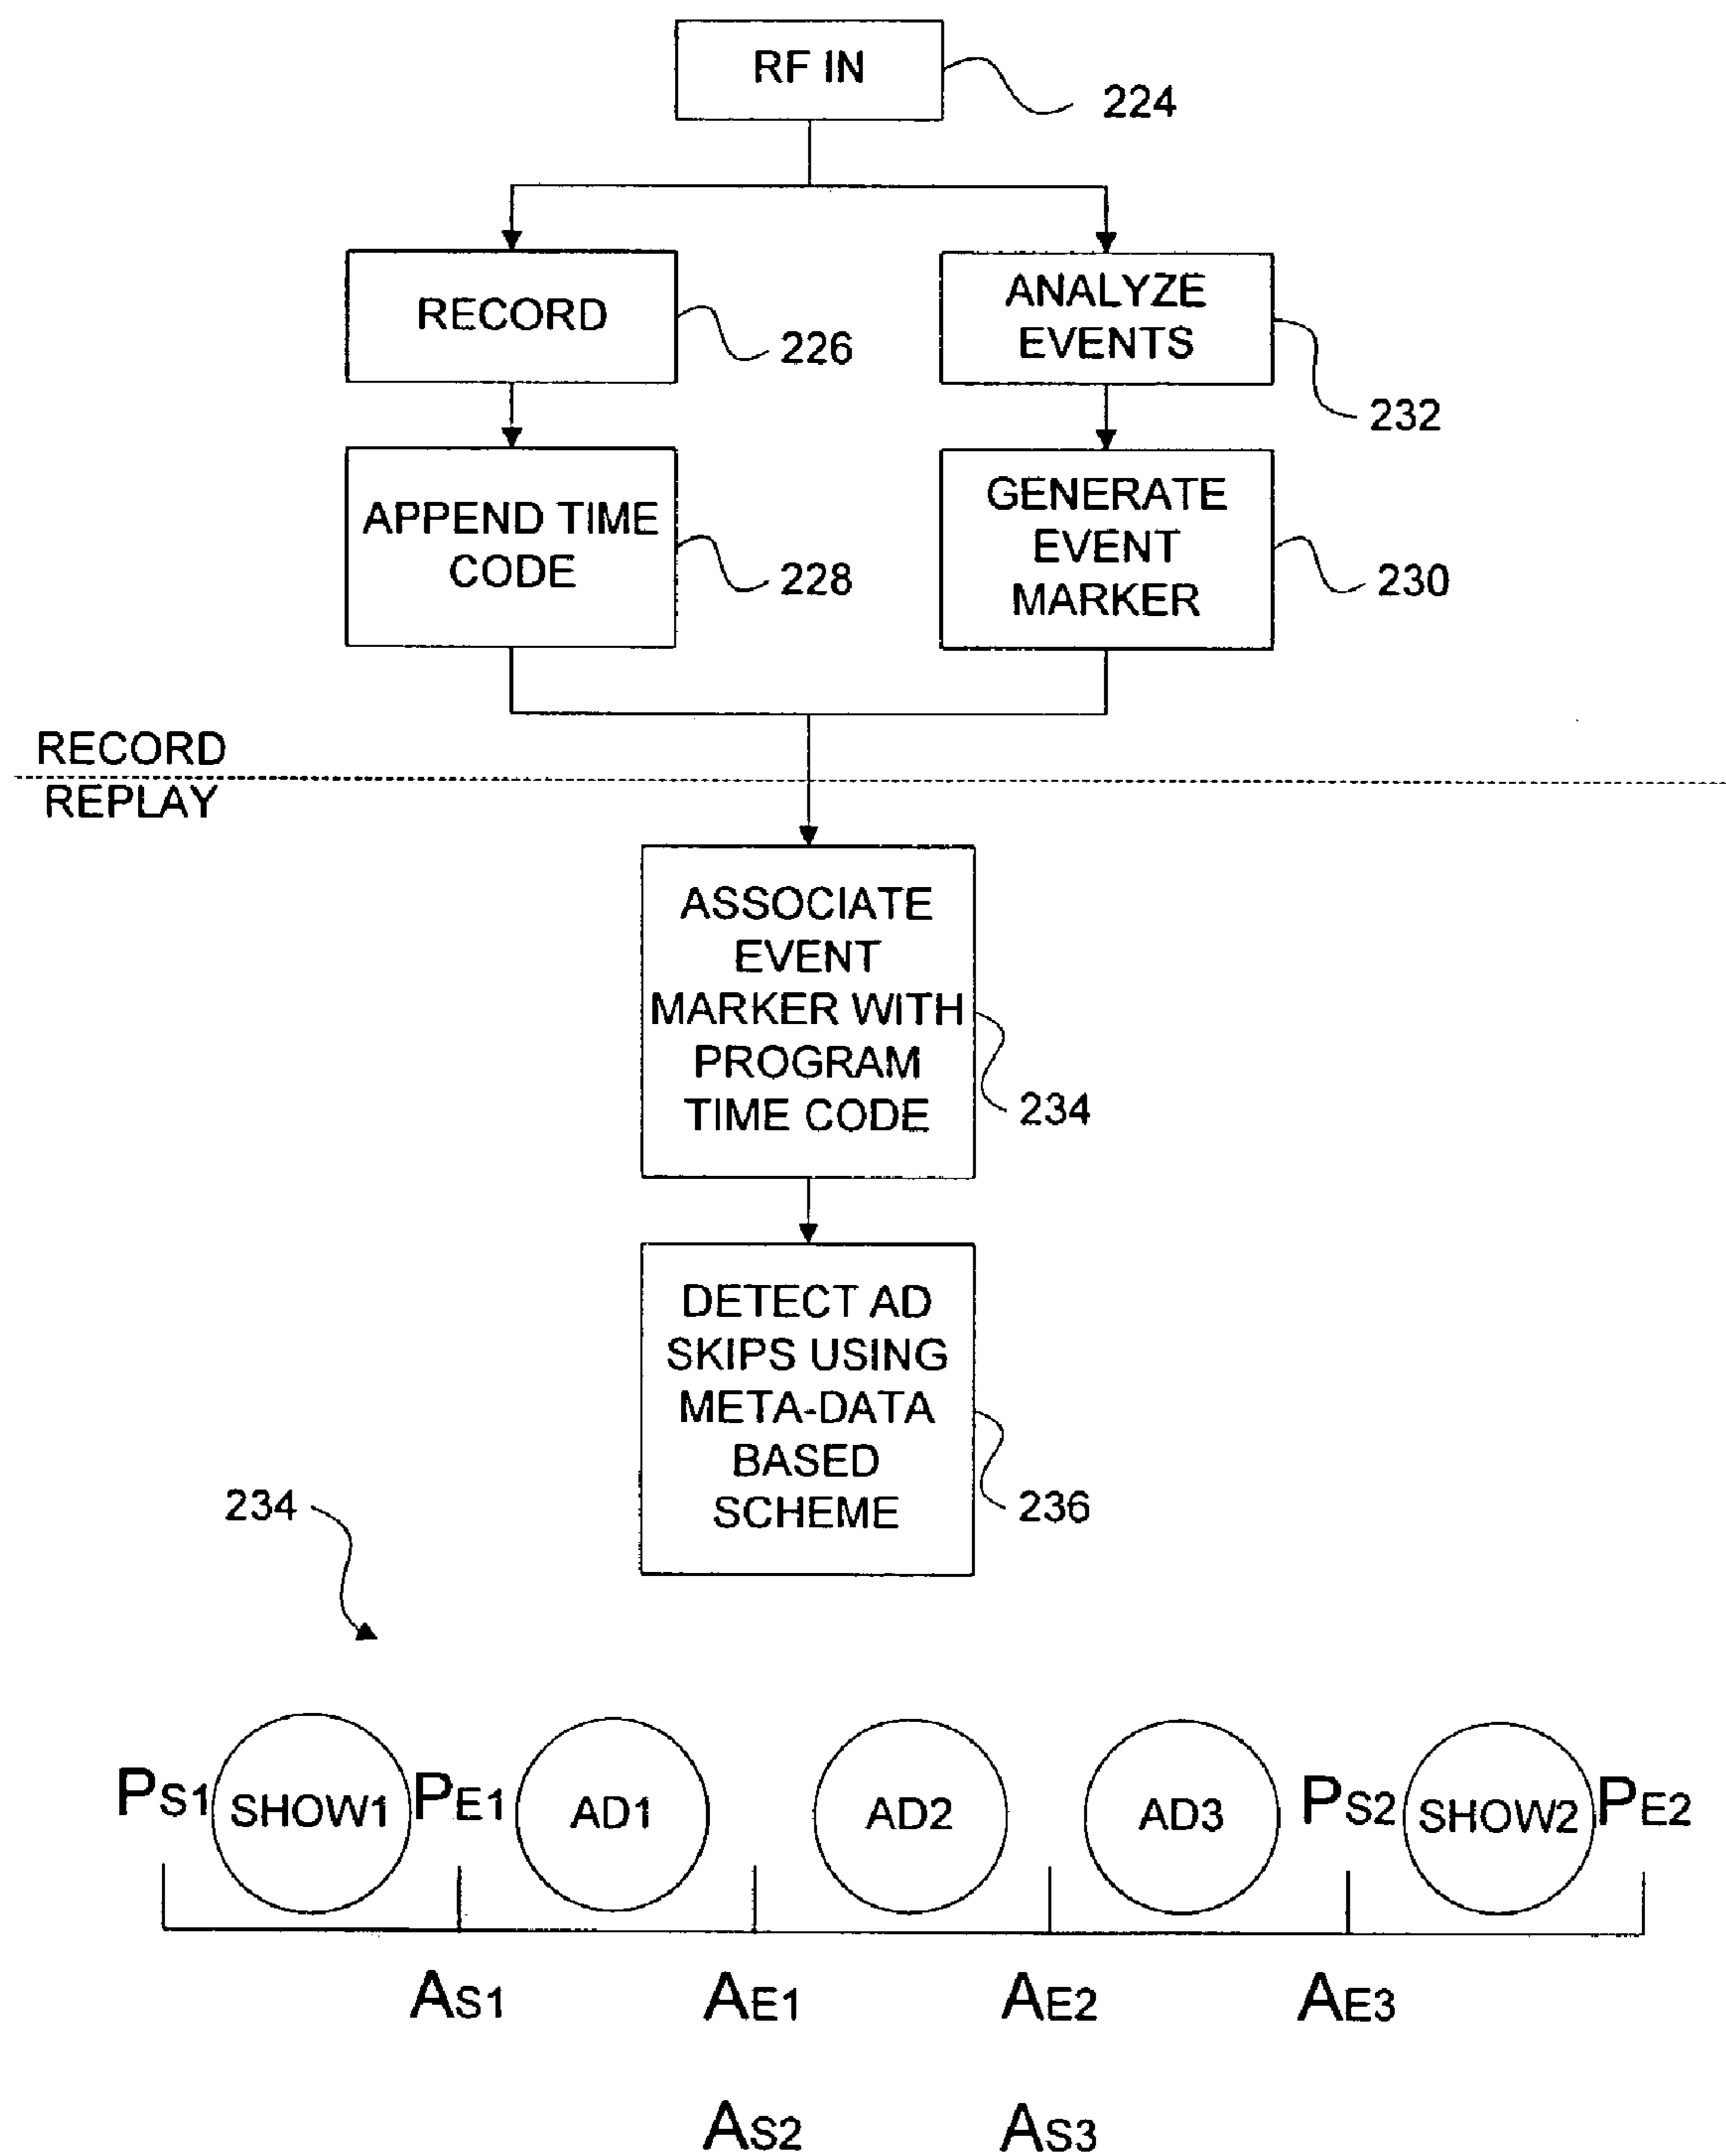 RF IN
224
RECORD
226
ANALYZE
EVENTS
232
APPEND TIME
CODE
228
GENERATE
EVENT
MARKER
230
RECORD
REPLAY
ASSOCIATE
EVENT
MARKER WITH
PROGRAM
TIME CODE
234
DETECT AD
SKIPS USING
META-DATA
BASED
SCHEME
236
234
PS1 SHOW1 PE1 AD1 AD2 AD3 PS2 SHOW2 PE2
AS1 AE1 AE2 AE3
AS2 AS3